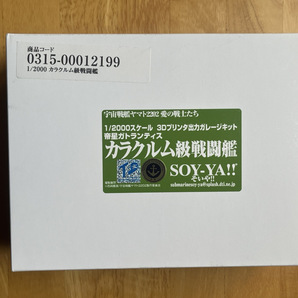 商品コード
0315-00012199
1/2000 カラクルム級戦闘艦
宇宙戦艦ヤマト2202 愛の戦士たち
1/2000スケール 3Dプリンタ出力ガレージキット
帝星ガトランティス
カラクルム級戦闘艦
SOY-YA!!
そいや!!